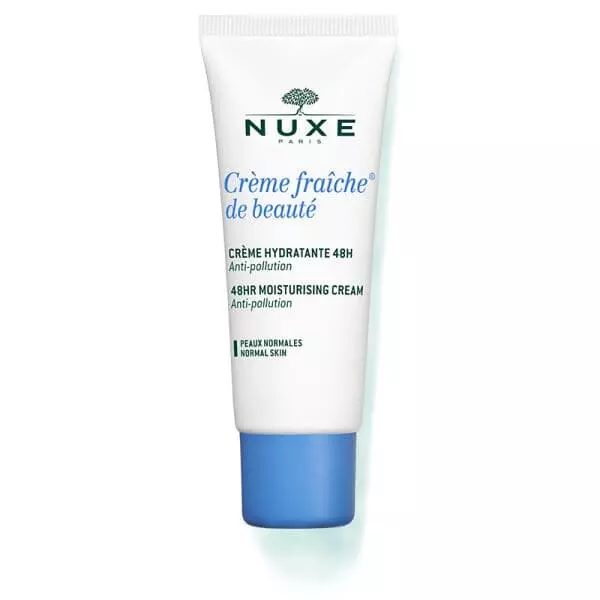 NUXE
PARIS
Crème fraîche®
de beauté
CRÈME HYDRATANTE 48H
Anti-pollution
48HR MOISTURISING CREAM
Anti-pollution
PEAUX NORMALES
NORMAL SKIN